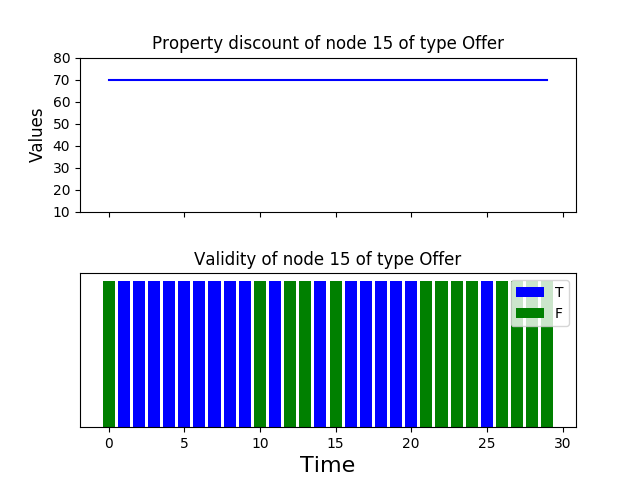 Property discount of node 15 of type Offer
80
70
60
50
40
30
20
10
Values
Validity of node 15 of type Offer
T
F
0 5 10 15 20 25 30
Time